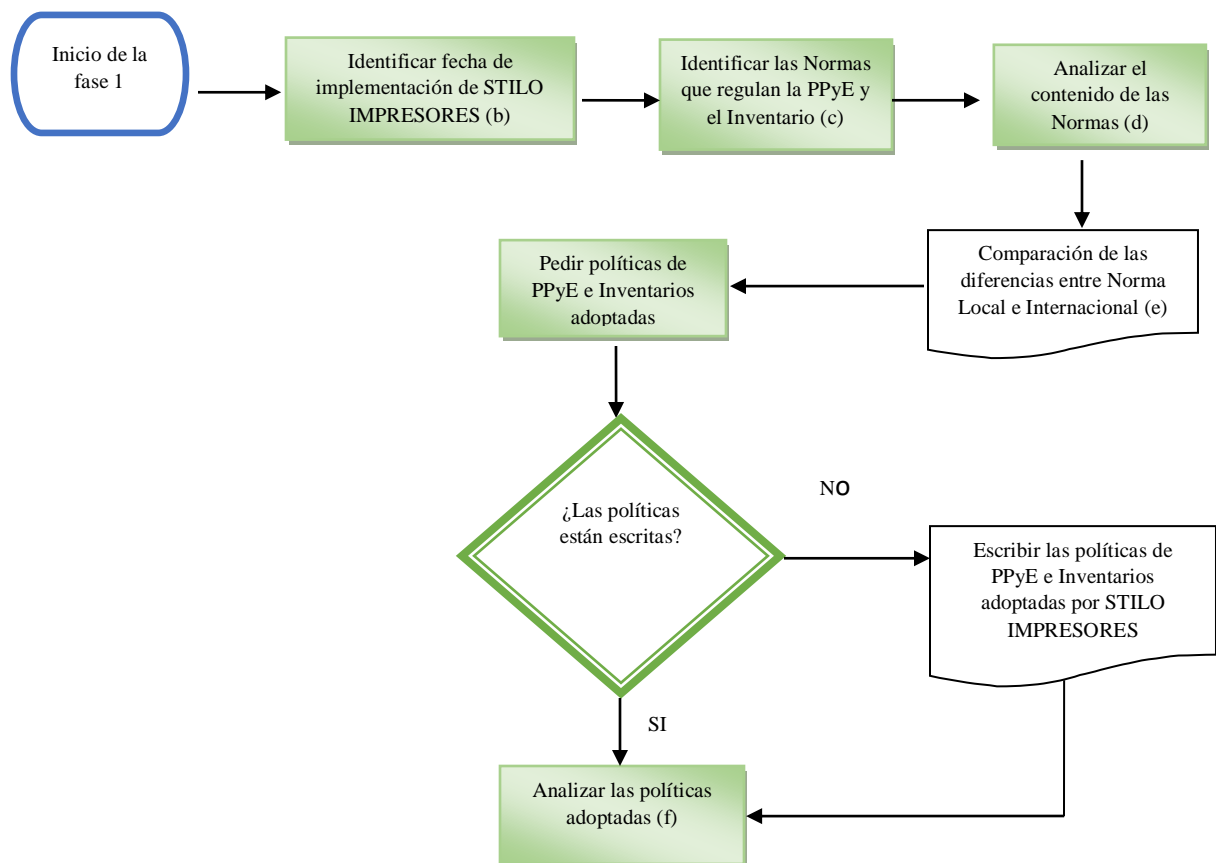 Inicio de la
fase 1
Identificar fecha de
implementación de STILO
IMPRESORES (b)
Identificar las Normas
que regulan la PPyE y
el Inventario (c)
Analizar el
contenido de las
Normas (d)
Comparación de las
diferencias entre Norma
Local e Internacional (e)
Pedir políticas de
PPyE e Inventarios
adoptadas
¿Las políticas
están escritas?
NO
Escribir las políticas de
PPyE e Inventarios
adoptadas por STILO
IMPRESORES
SI
Analizar las políticas
adoptadas (f)